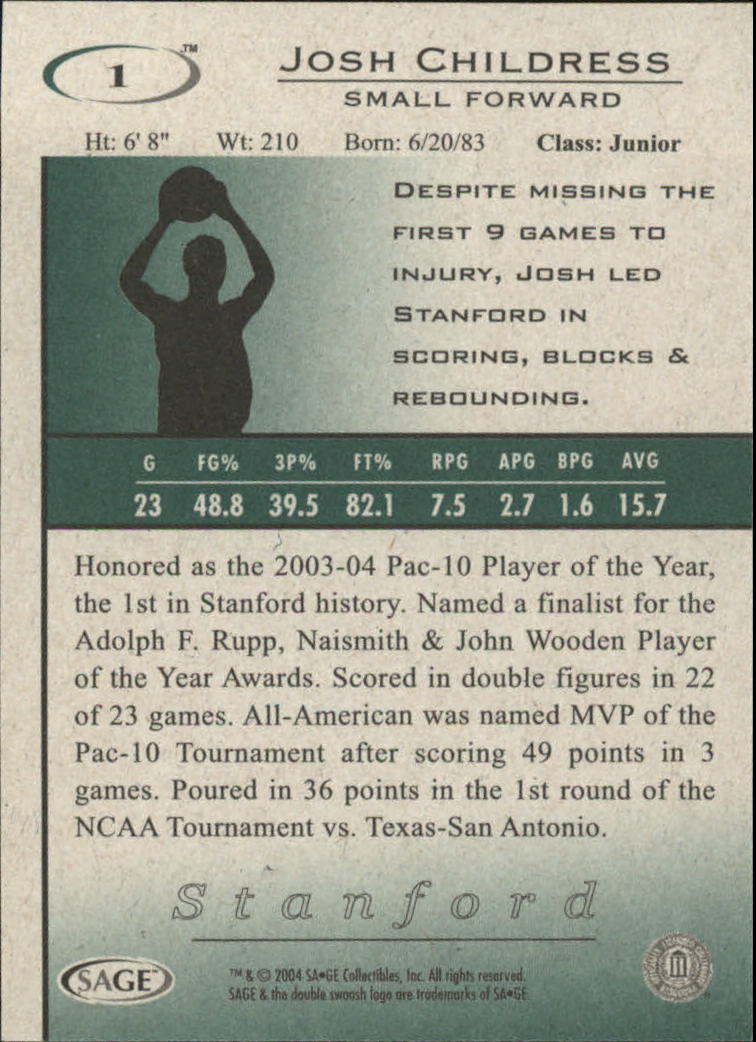 1
TM
JOSH CHILDRESS
SMALL FORWARD
Ht: 6' 8" Wt: 210 Born: 6/20/83 Class: Junior
DESPITE MISSING THE
FIRST 9 GAMES TO
INJURY, JOSH LED
STANFORD IN
SCORING, BLOCKS &
REBOUNDING.
G FG% 3P% FT% RPG APG BPG AVG
23 48.8 39.5 82.1 7.5 2.7 1.6 15.7
Honored as the 2003-04 Pac-10 Player of the Year,
the 1st in Stanford history. Named a finalist for the
Adolph F. Rupp, Naismith & John Wooden Player
of the Year Awards. Scored in double figures in 22
of 23 games. All-American was named MVP of the
Pac-10 Tournament after scoring 49 points in 3
games. Poured in 36 points in the 1st round of the
NCAA Tournament vs. Texas-San Antonio.
Stanford
SAGE
™ & © 2004 SA•GE Collectibles, Inc. All rights reserved.
SAGE & the double swoosh logo are trademarks of SA•GE